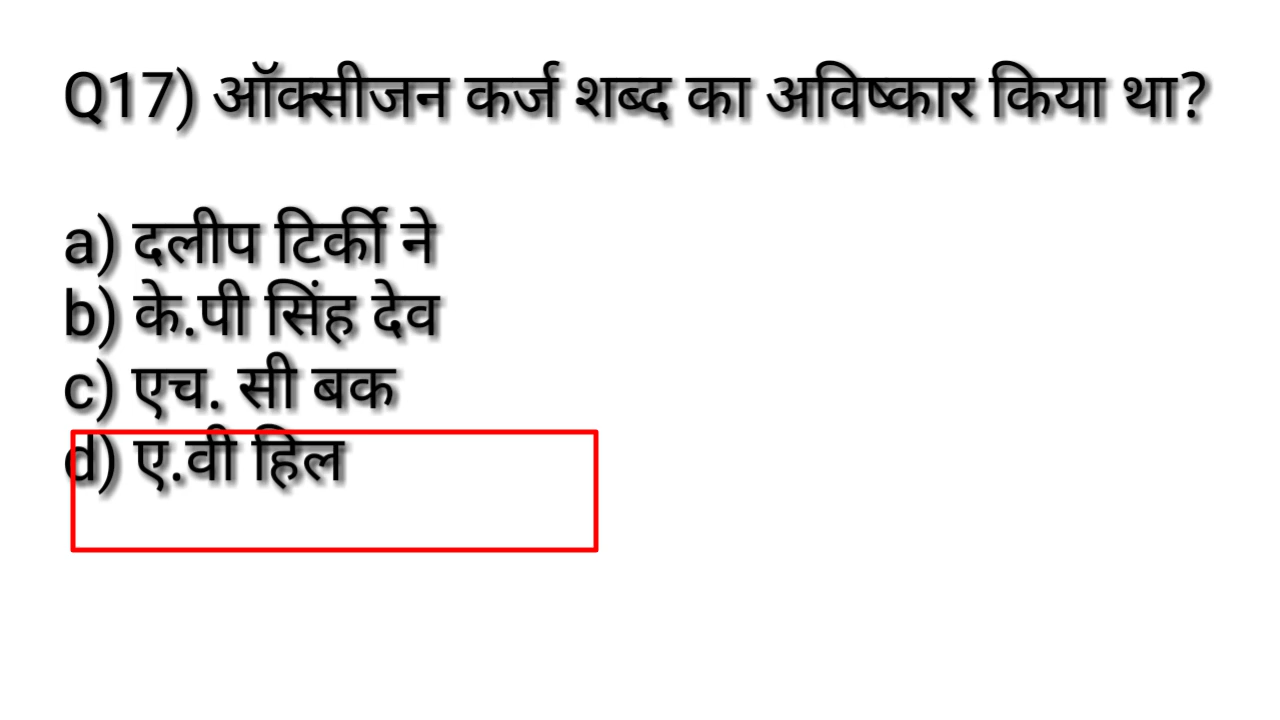 Q17) ऑक्सीजन कर्ज शब्द का अविष्कार किया था?
a) दलीप टिर्की ने
b) के.पी सिंह देव
c) एच. सी बक
d) ए.वी हिल